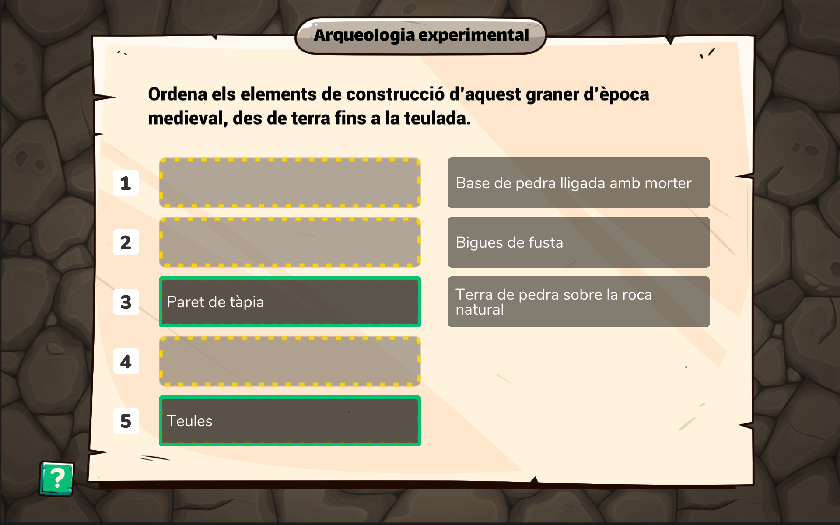 Arqueologia experimental
Ordena els elements de construcció d'aquest graner d'època
medieval, des de terra fins a la teulada.
1
Base de pedra lligada amb morter
2
Bigues de fusta
3
Paret de tàpia
Terra de pedra sobre la roca
natural
4
5
Teules
?